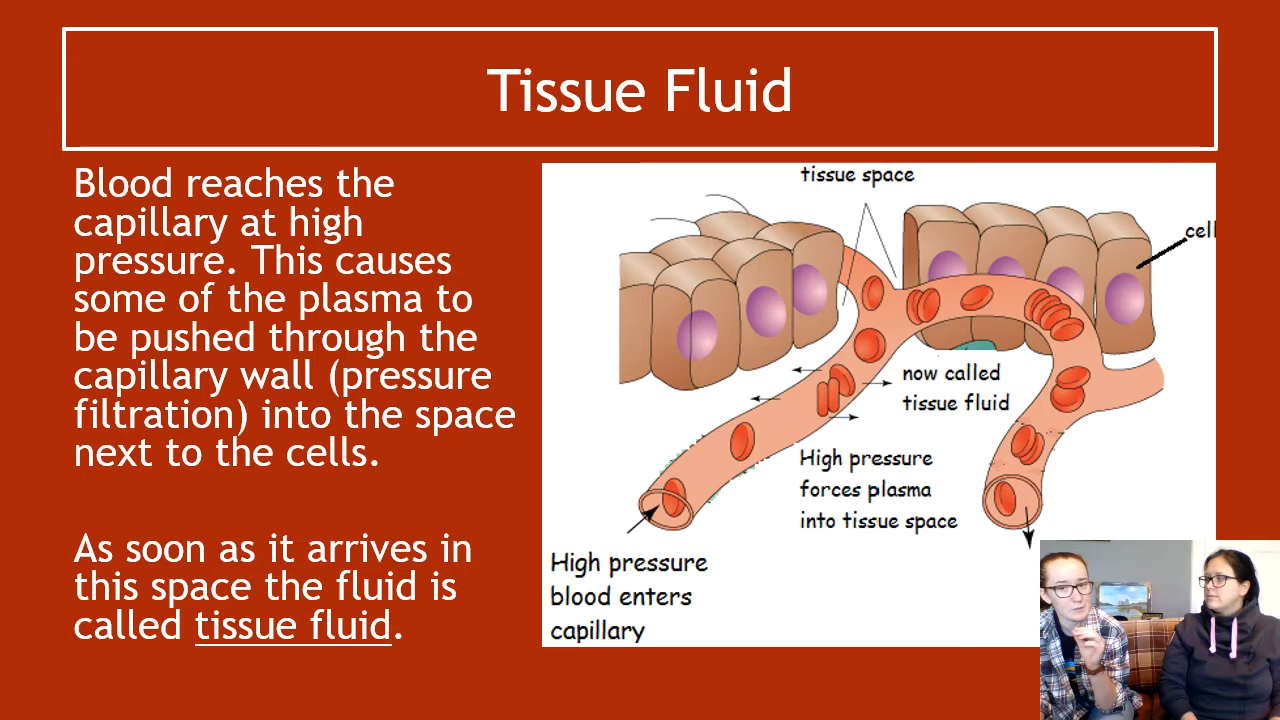 Tissue Fluid
Blood reaches the
capillary at high
pressure. This causes
some of the plasma to
be pushed through the
capillary wall (pressure
filtration) into the space
next to the cells.
As soon as it arrives in
this space the fluid is
called tissue fluid.
tissue space
cell
now called
tissue fluid
High pressure
forces plasma
into tissue space
High pressure
blood enters
capillary